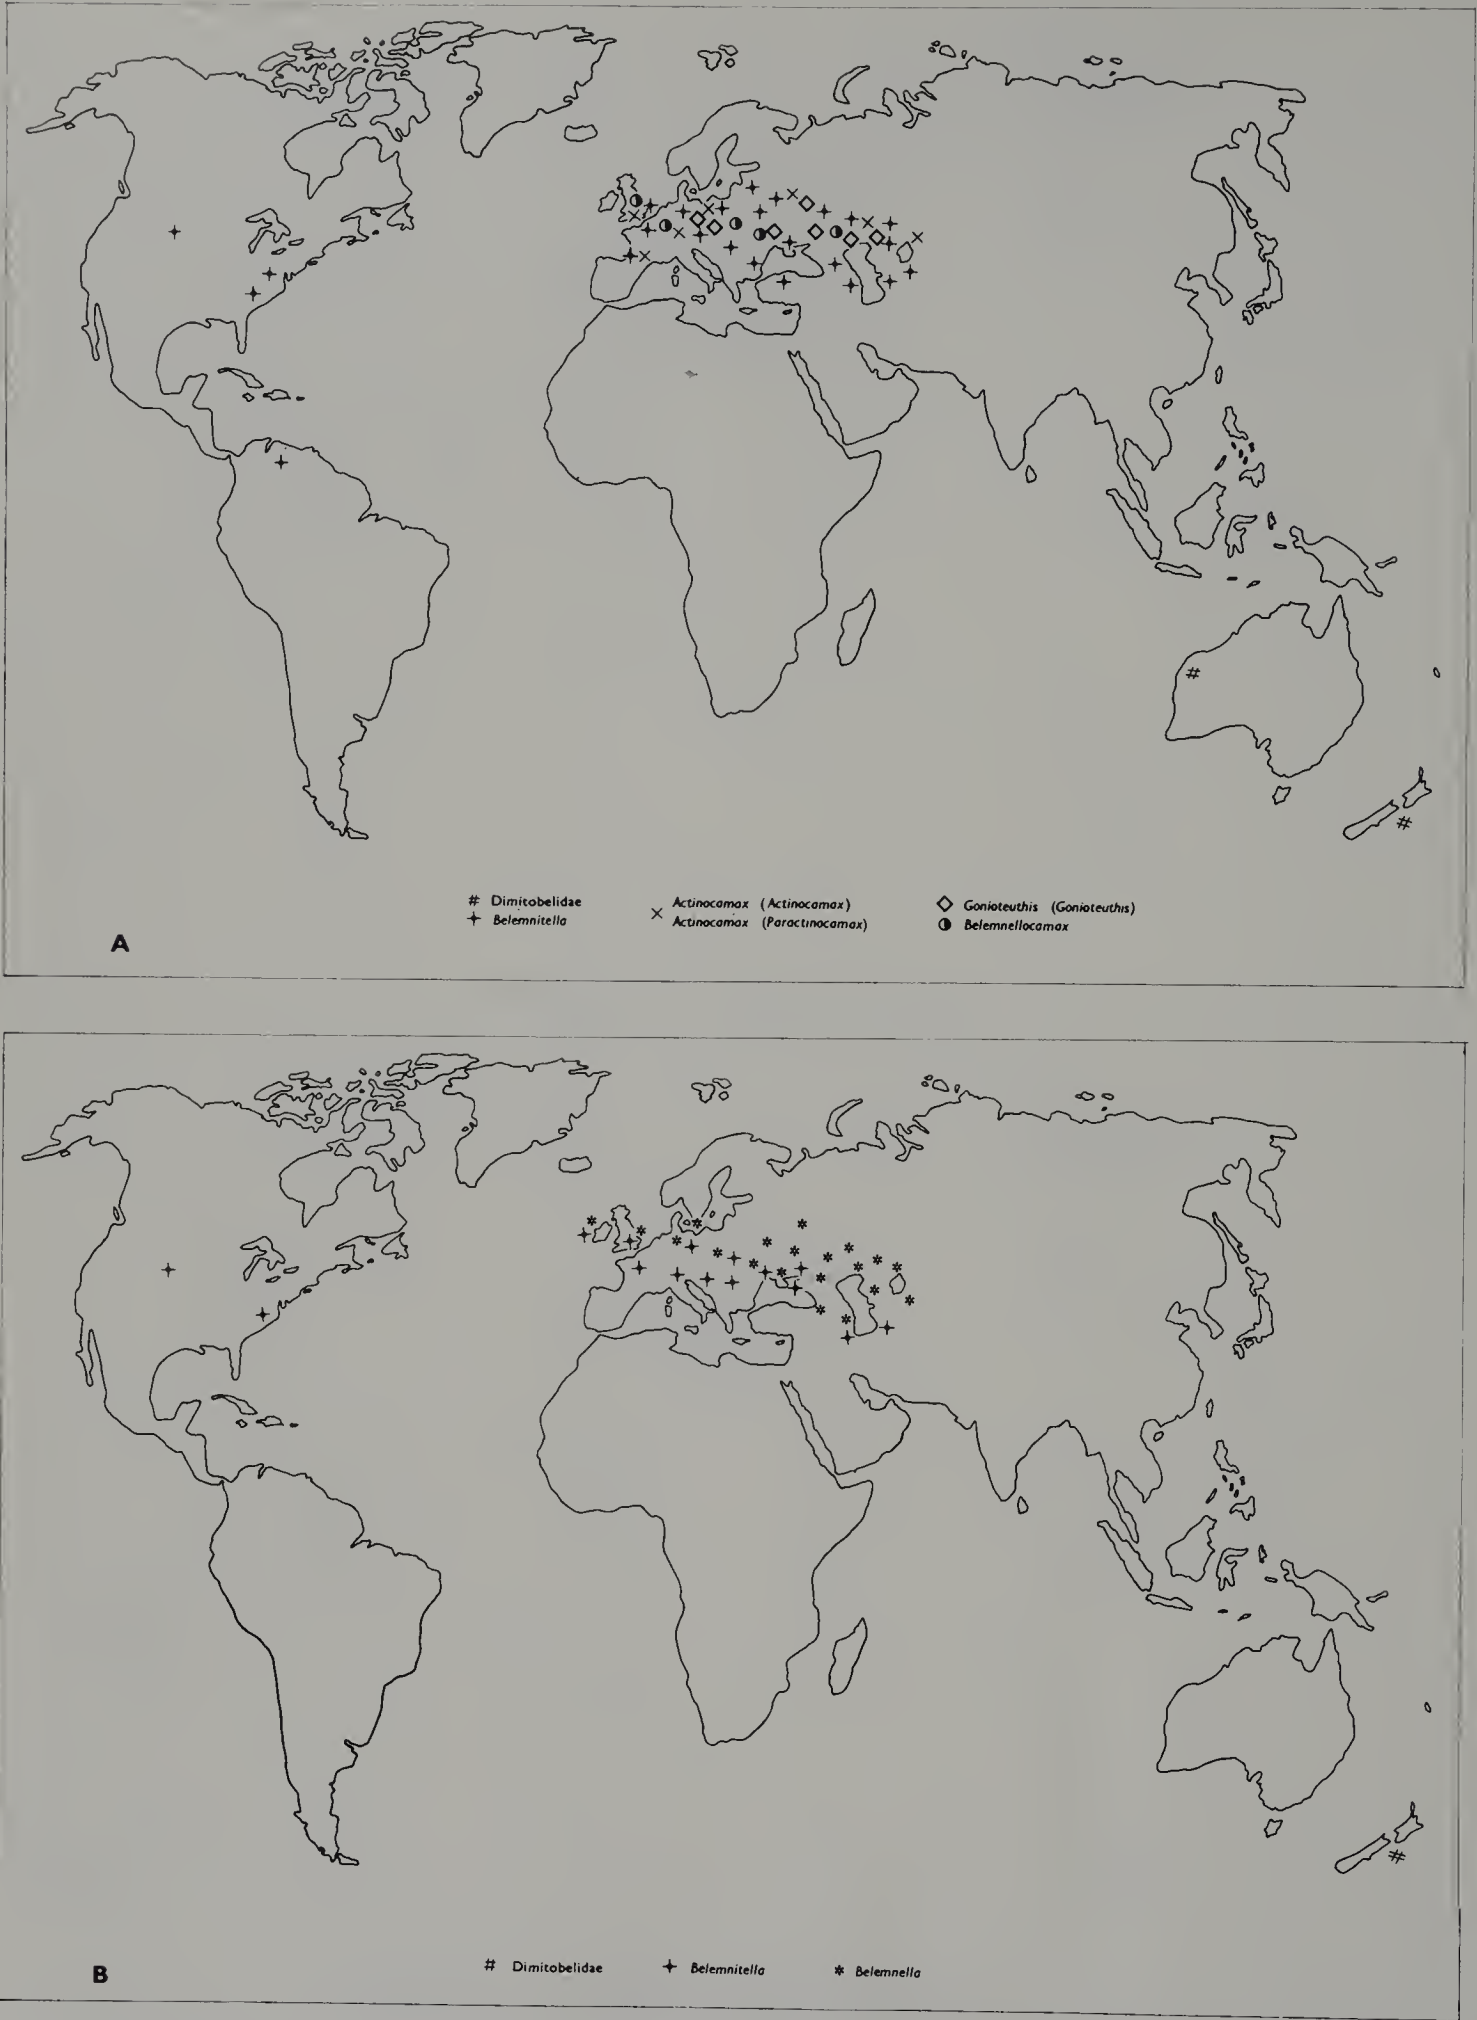 # Dimitobelidae
+ Belemnitella
× Actinocamax (Actinocamax)
Actinocamax (Paractinocamax)
◇ Gonioteuthis (Gonioteuthis)
◑ Belemnellocamax
A
# Dimitobelidae + Belemnitella * Belemnella
B